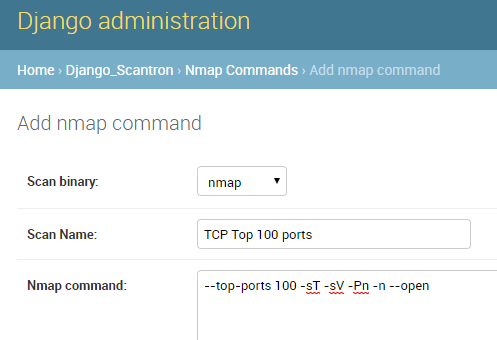 Django administration
Home › Django_Scantron › Nmap Commands › Add nmap command
Add nmap command
Scan binary: nmap
Scan Name: TCP Top 100 ports
Nmap command: --top-ports 100 -sT -sV -Pn -n --open